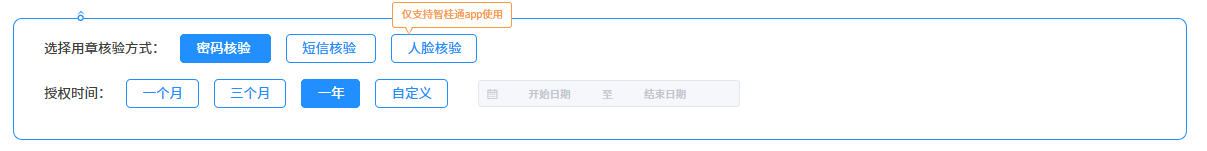 仅支持智桂通app使用
选择用章核验方式： 密码核验 短信核验 人脸核验
授权时间： 一个月 三个月 一年 自定义 开始日期 至 结束日期